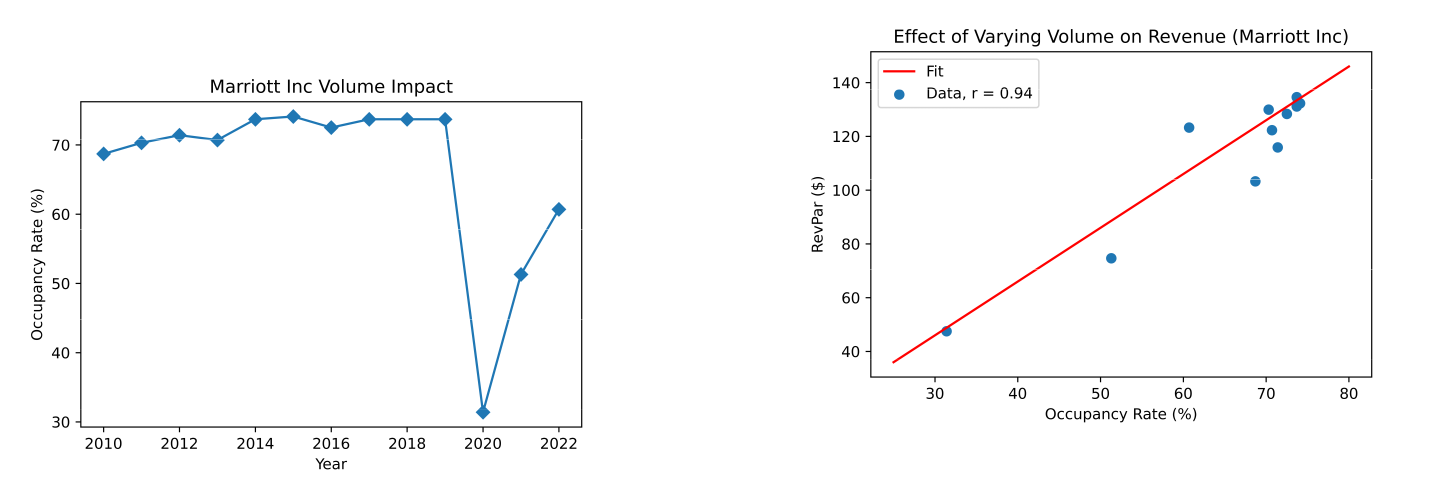 Marriott Inc Volume Impact
Occupancy Rate (%)
70
60
50
40
30
2010 2012 2014 2016 2018 2020 2022
Year
Effect of Varying Volume on Revenue (Marriott Inc)
Fit
Data, r = 0.94
RevPar ($)
140
120
100
80
60
40
30 40 50 60 70 80
Occupancy Rate (%)